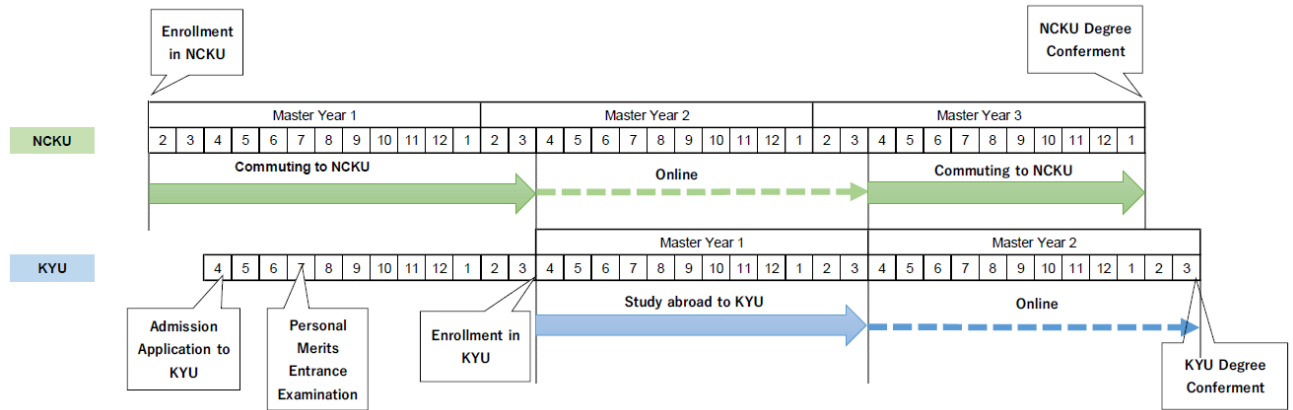 Enrollment
in NCKU
NCKU Degree
Conferment
Master Year 1 Master Year 2 Master Year 3
NCKU 2 3 4 5 6 7 8 9 10 11 12 1 2 3 4 5 6 7 8 9 10 11 12 1 2 3 4 5 6 7 8 9 10 11 12 1
Commuting to NCKU Online Commuting to NCKU
Master Year 1 Master Year 2
KYU 4 5 6 7 8 9 10 11 12 1 2 3 4 5 6 7 8 9 10 11 12 1 2 3 4 5 6 7 8 9 10 11 12 1 2 3
Study abroad to KYU Online
Admission
Application to
KYU
Personal
Merits
Entrance
Examination
Enrollment in
KYU
KYU Degree
Conferment